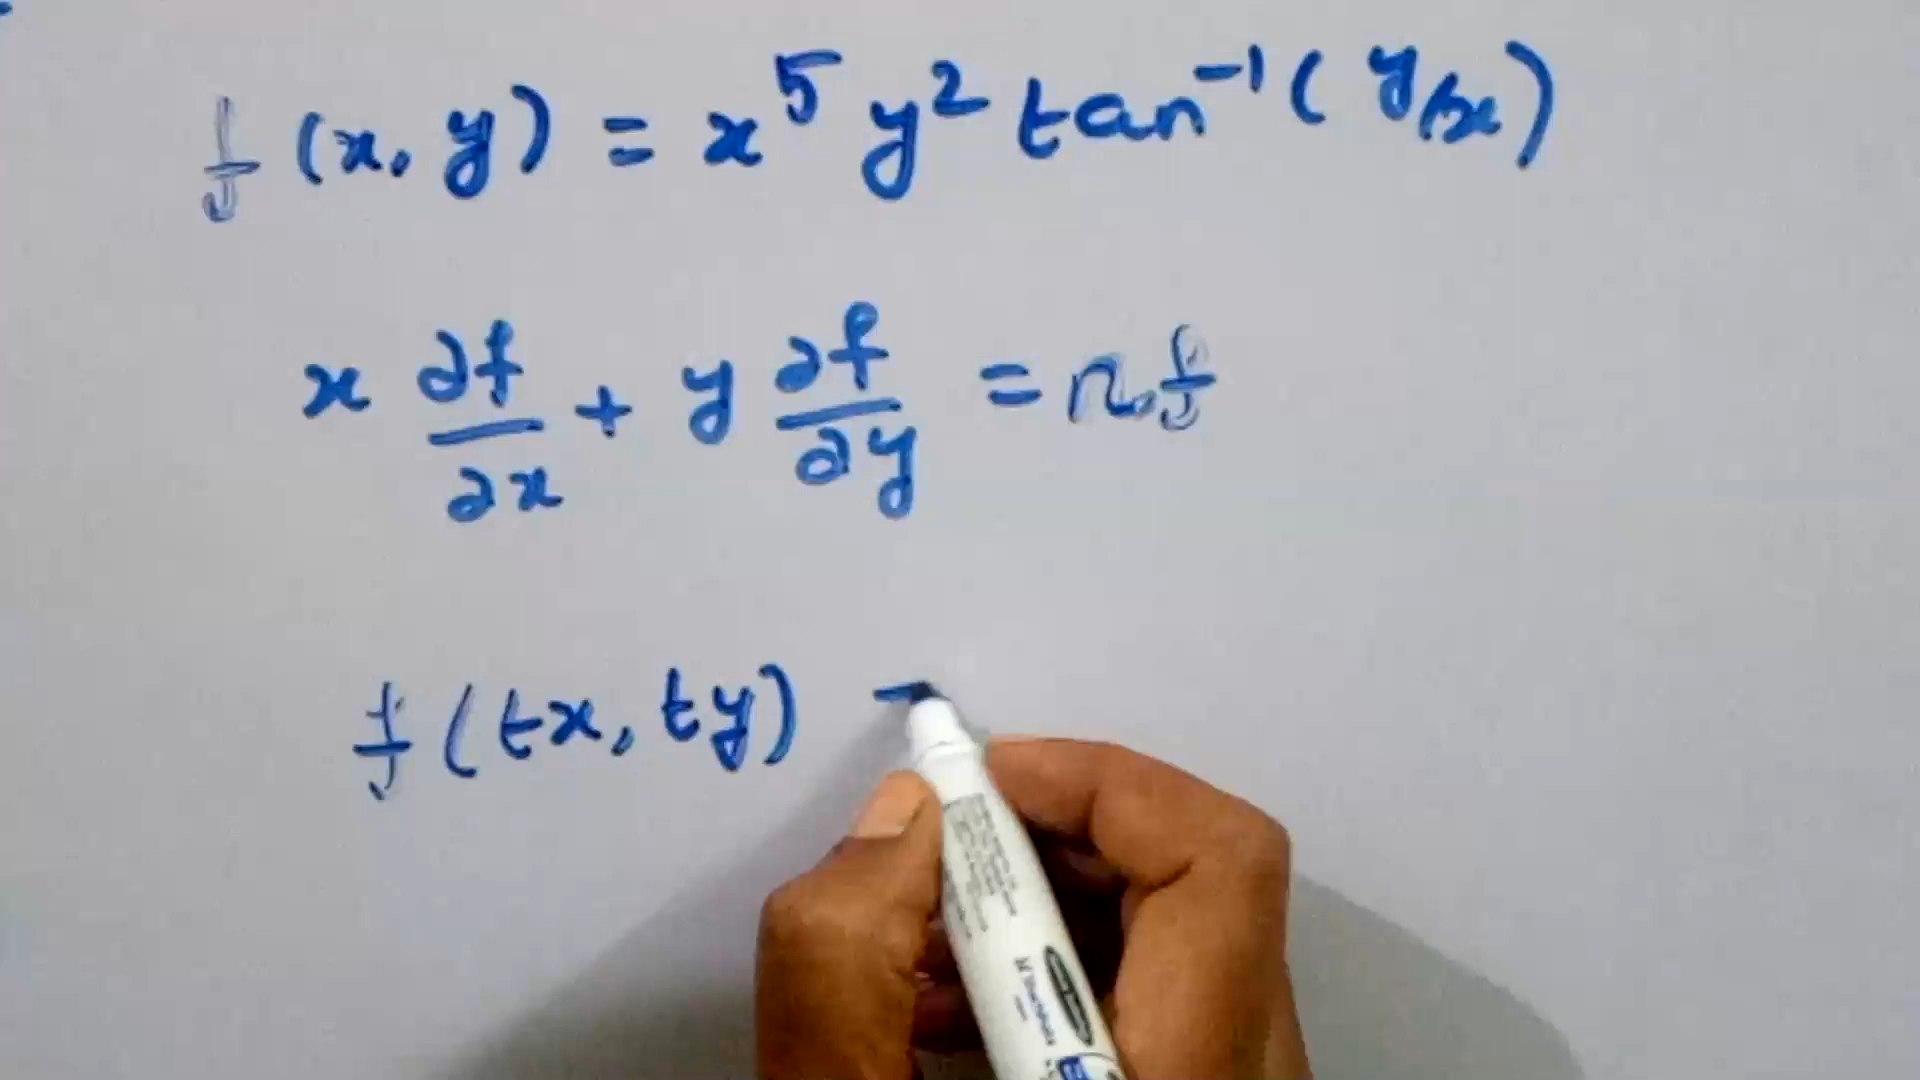 f (x, y) = x⁵ y² tan⁻¹ ( y/x )
x ∂f/∂x + y ∂f/∂y = n.f
f (tx, ty) =